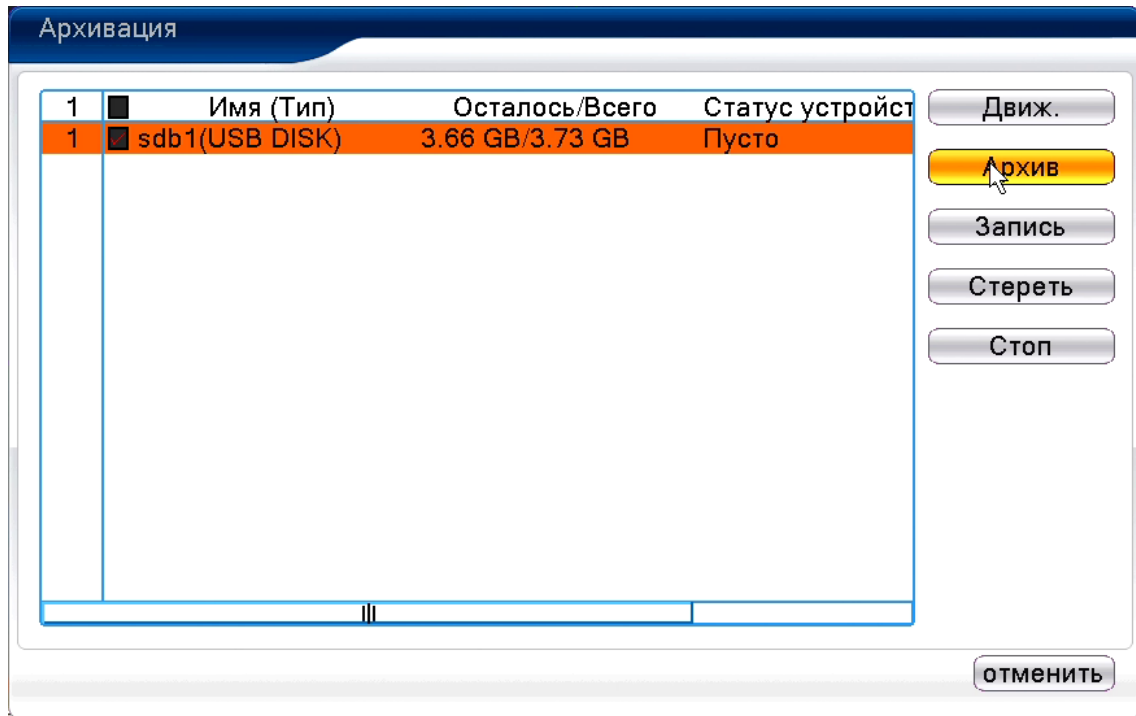 Архивация
1 Имя (Тип) Осталось/Всего Статус устройст
1 sdb1(USB DISK) 3.66 GB/3.73 GB Пусто
Движ.
Архив
Запись
Стереть
Стоп
отменить